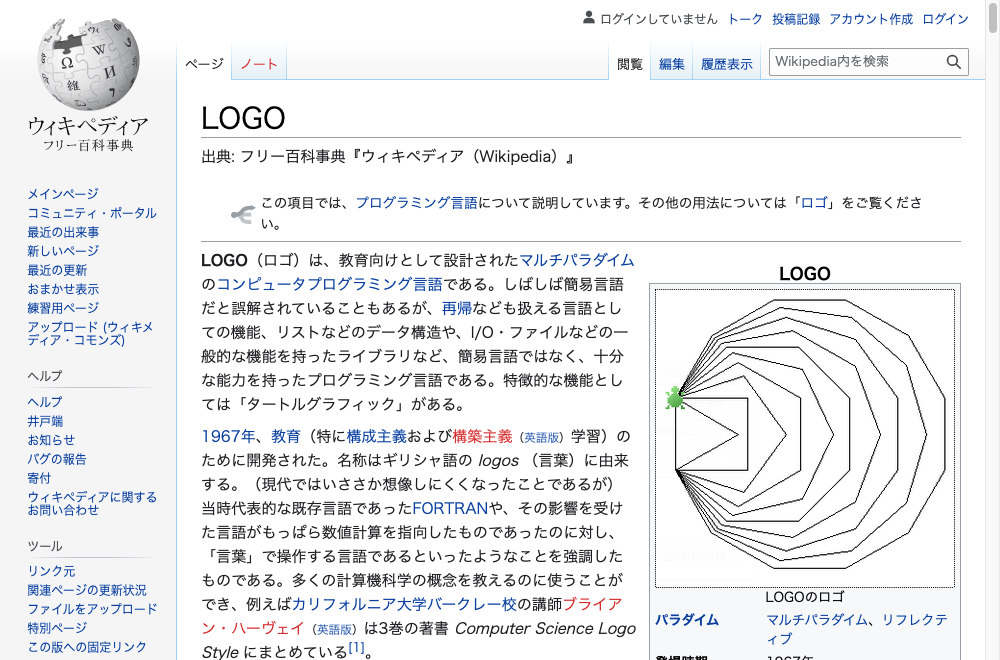 ログインしていません トーク 投稿記録 アカウント作成 ログイン
ページ ノート 閲覧 編集 履歴表示 Wikipedia内を検索
Ω W И 維
ウィキペディア
フリー百科事典
メインページ
コミュニティ・ポータル
最近の出来事
新しいページ
最近の更新
おまかせ表示
練習用ページ
アップロード (ウィキメ
ディア・コモンズ)
ヘルプ
ヘルプ
井戸端
お知らせ
バグの報告
寄付
ウィキペディアに関する
お問い合わせ
ツール
リンク元
関連ページの更新状況
ファイルをアップロード
特別ページ
この版への固定リンク
LOGO
出典: フリー百科事典『ウィキペディア（Wikipedia）』
この項目では、プログラミング言語について説明しています。その他の用法については「ロゴ」をご覧くださ
い。
LOGO（ロゴ）は、教育向けとして設計されたマルチパラダイム
のコンピュータプログラミング言語である。しばしば簡易言語
だと誤解されていることもあるが、再帰なども扱える言語とし
ての機能、リストなどのデータ構造や、I/O・ファイルなどの一
般的な機能を持ったライブラリなど、簡易言語ではなく、十分
な能力を持ったプログラミング言語である。特徴的な機能とし
ては「タートルグラフィック」がある。
1967年、教育（特に構成主義および構築主義（英語版）学習）の
ために開発された。名称はギリシャ語の logos （言葉）に由来
する。（現代ではいささか想像しにくくなったことであるが）
当時代表的な既存言語であったFORTRANや、その影響を受け
た言語がもっぱら数値計算を指向したものであったのに対し、
「言葉」で操作する言語であるといったようなことを強調した
ものである。多くの計算機科学の概念を教えるのに使うことが
でき、例えばカリフォルニア大学バークレー校の講師ブライア
ン・ハーヴェイ（英語版）は3巻の著書 Computer Science Logo
Style にまとめている[1]。
LOGO
LOGOのロゴ
パラダイム マルチパラダイム、リフレクテ
ィブ
登場時期 1967年